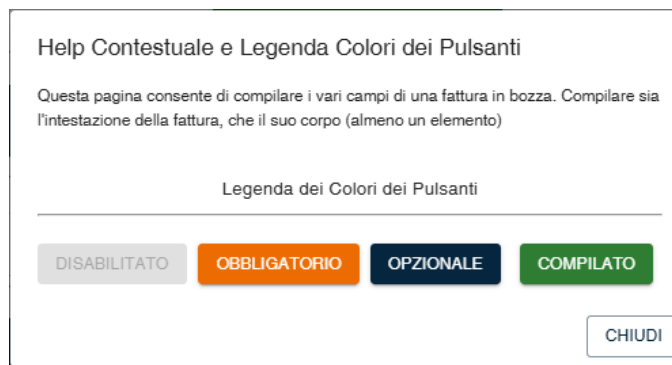 Help Contestuale e Legenda Colori dei Pulsanti
Questa pagina consente di compilare i vari campi di una fattura in bozza. Compilare sia
l'intestazione della fattura, che il suo corpo (almeno un elemento)
Legenda dei Colori dei Pulsanti
DISABILITATO OBBLIGATORIO OPZIONALE COMPILATO
CHIUDI